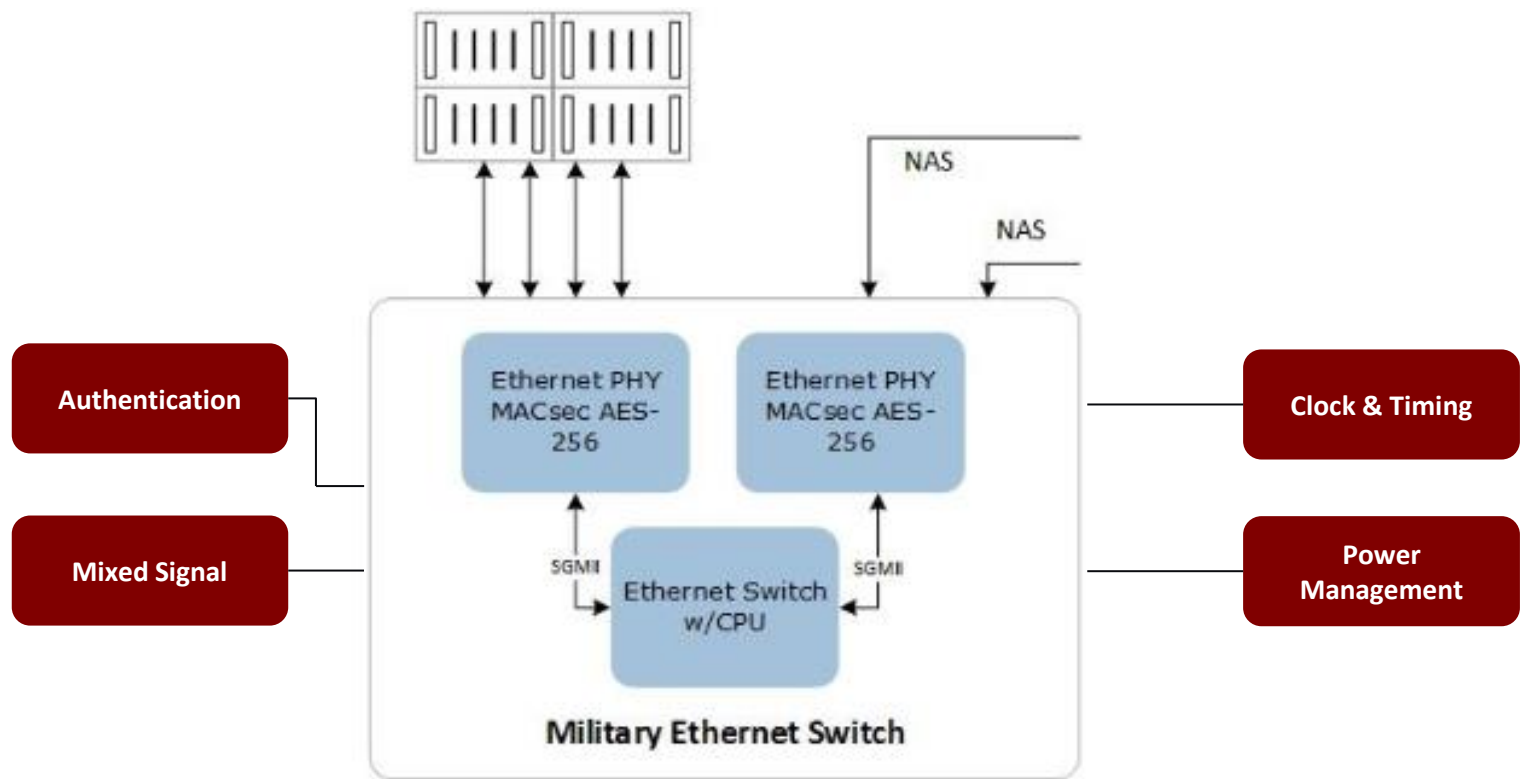 NAS
NAS
Authentication
Mixed Signal
Ethernet PHY
MACsec AES-
256
Ethernet PHY
MACsec AES-
256
SGMII
SGMII
Ethernet Switch
w/CPU
Military Ethernet Switch
Clock & Timing
Power
Management